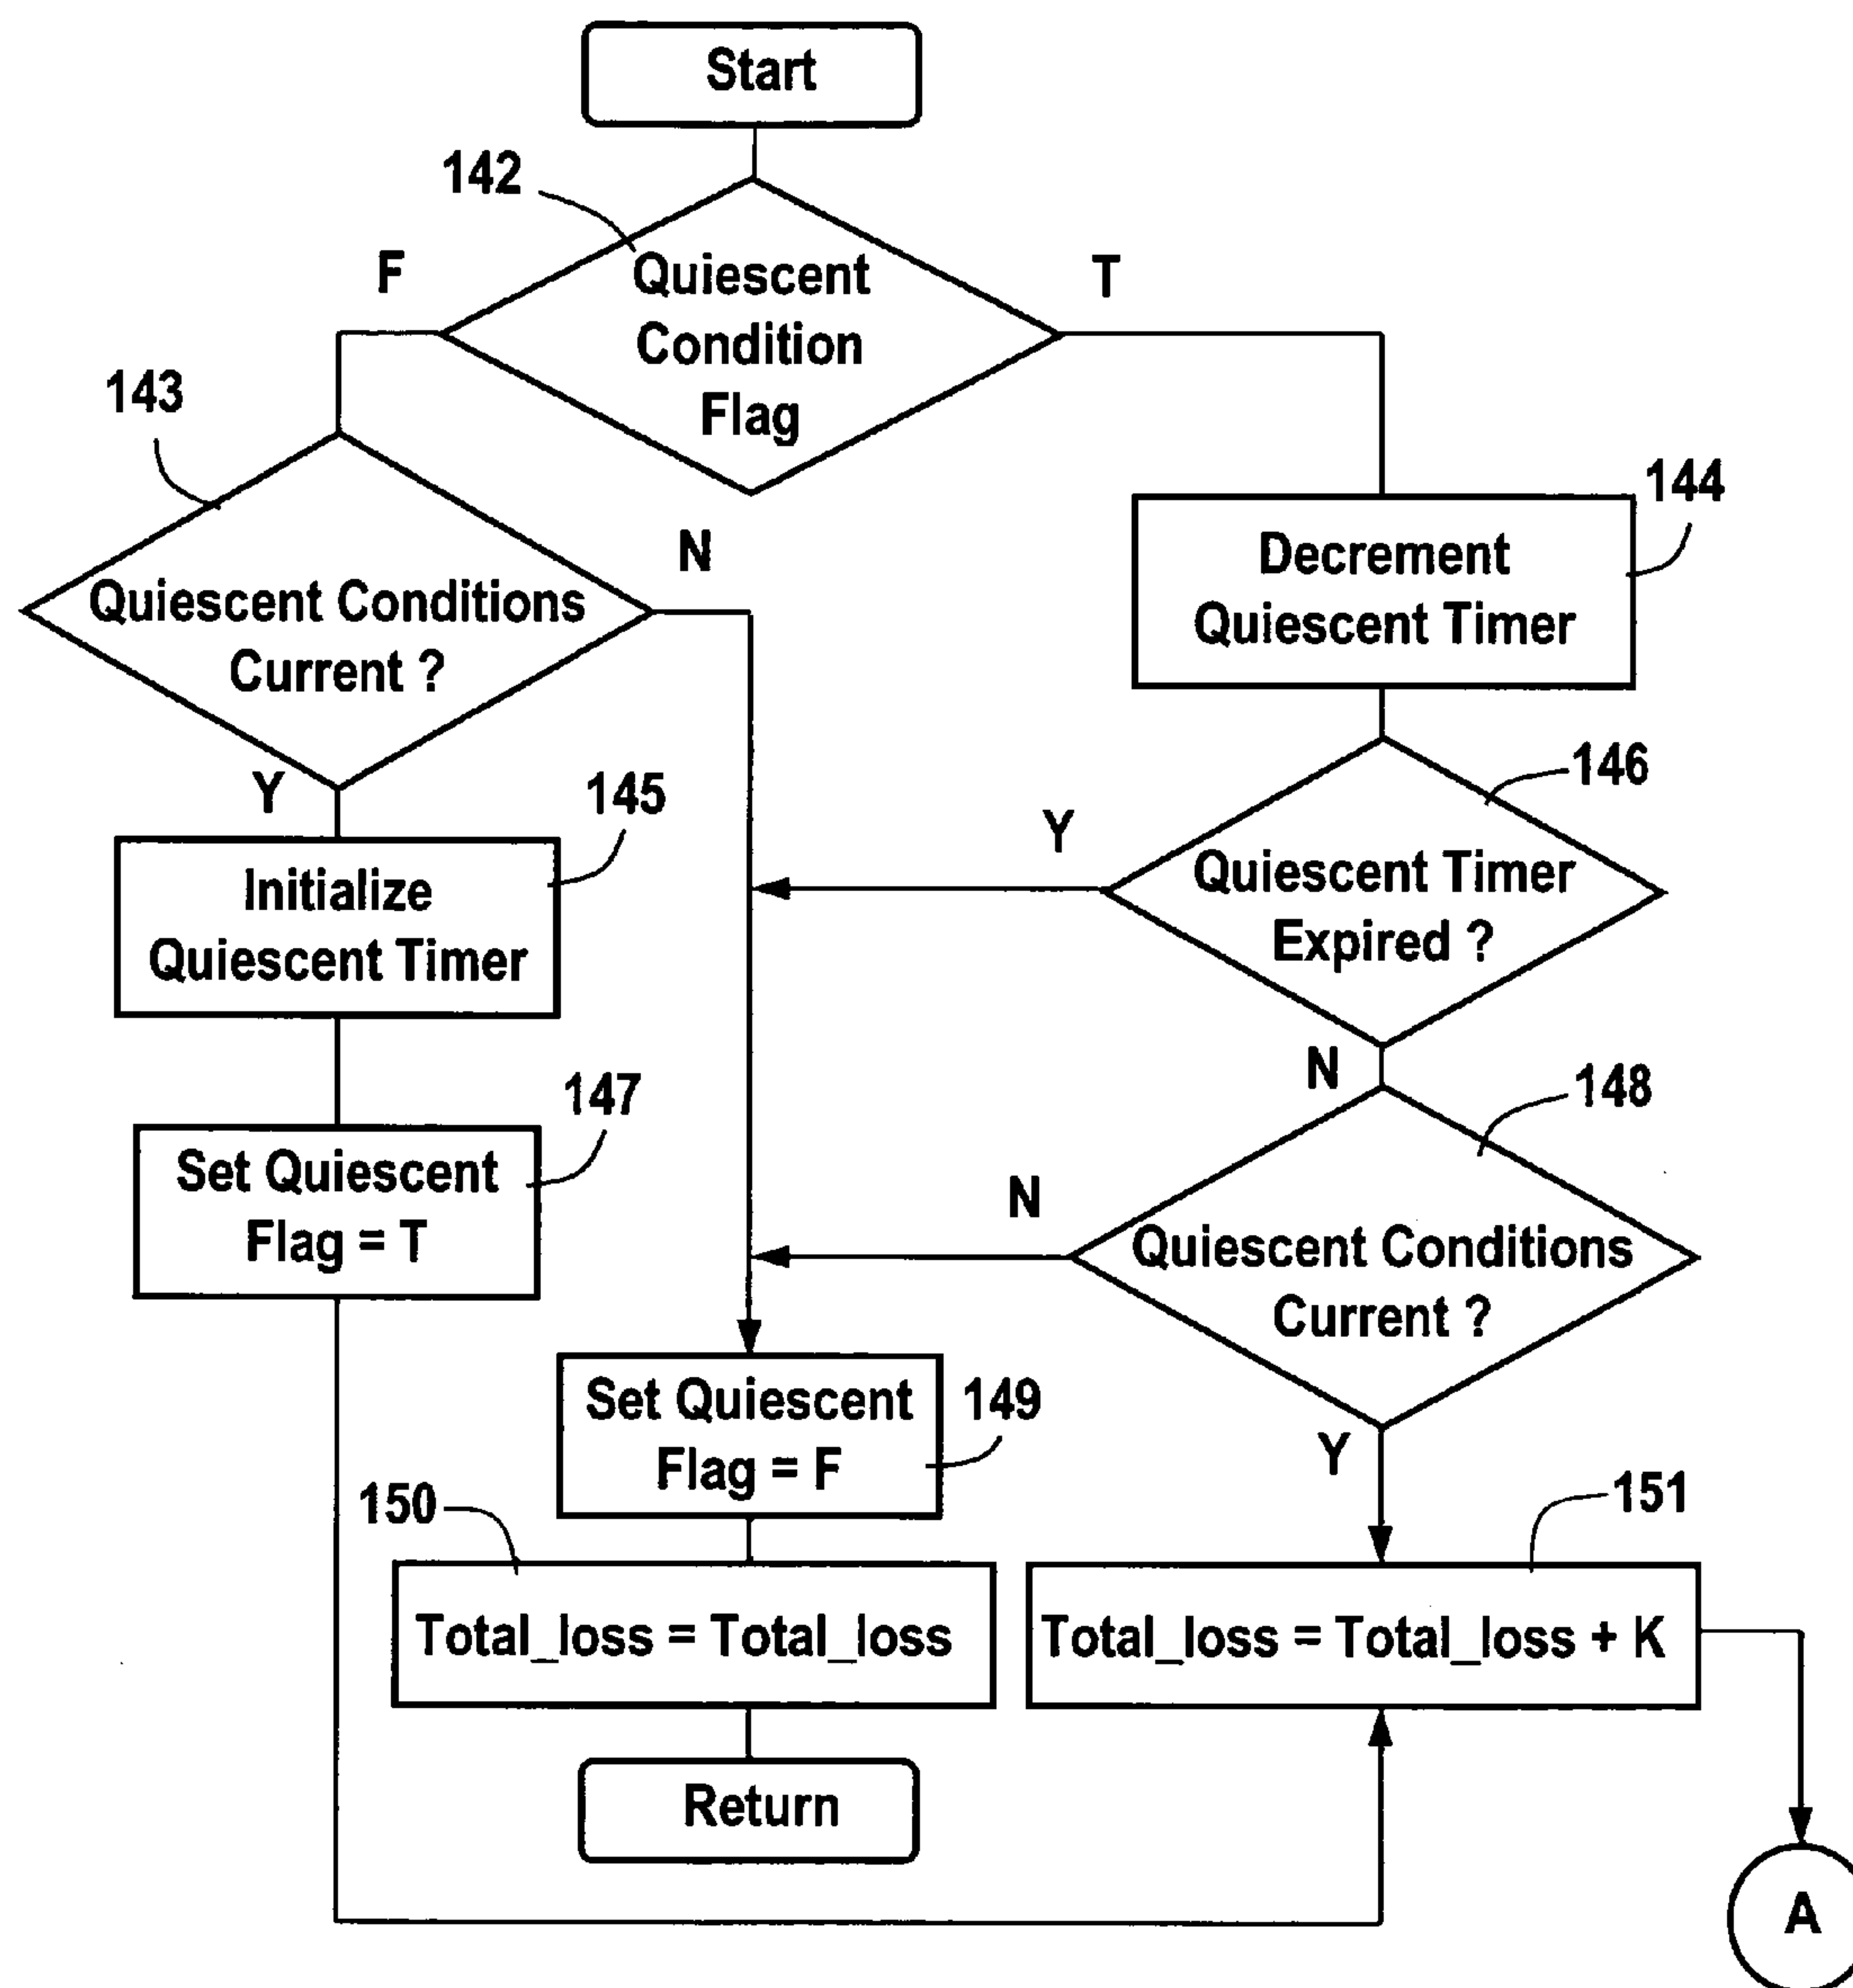 Start
142
F
Quiescent
Condition
Flag
T
143
N
Quiescent Conditions
Current ?
144
Decrement
Quiescent Timer
Y
145
146
Y
Initialize
Quiescent Timer
Quiescent Timer
Expired ?
N
147
148
Set Quiescent
Flag = T
N
Quiescent Conditions
Current ?
Set Quiescent
Flag = F
149
Y
150
151
Total_loss = Total_loss
Total_loss = Total_loss + K
Return
A